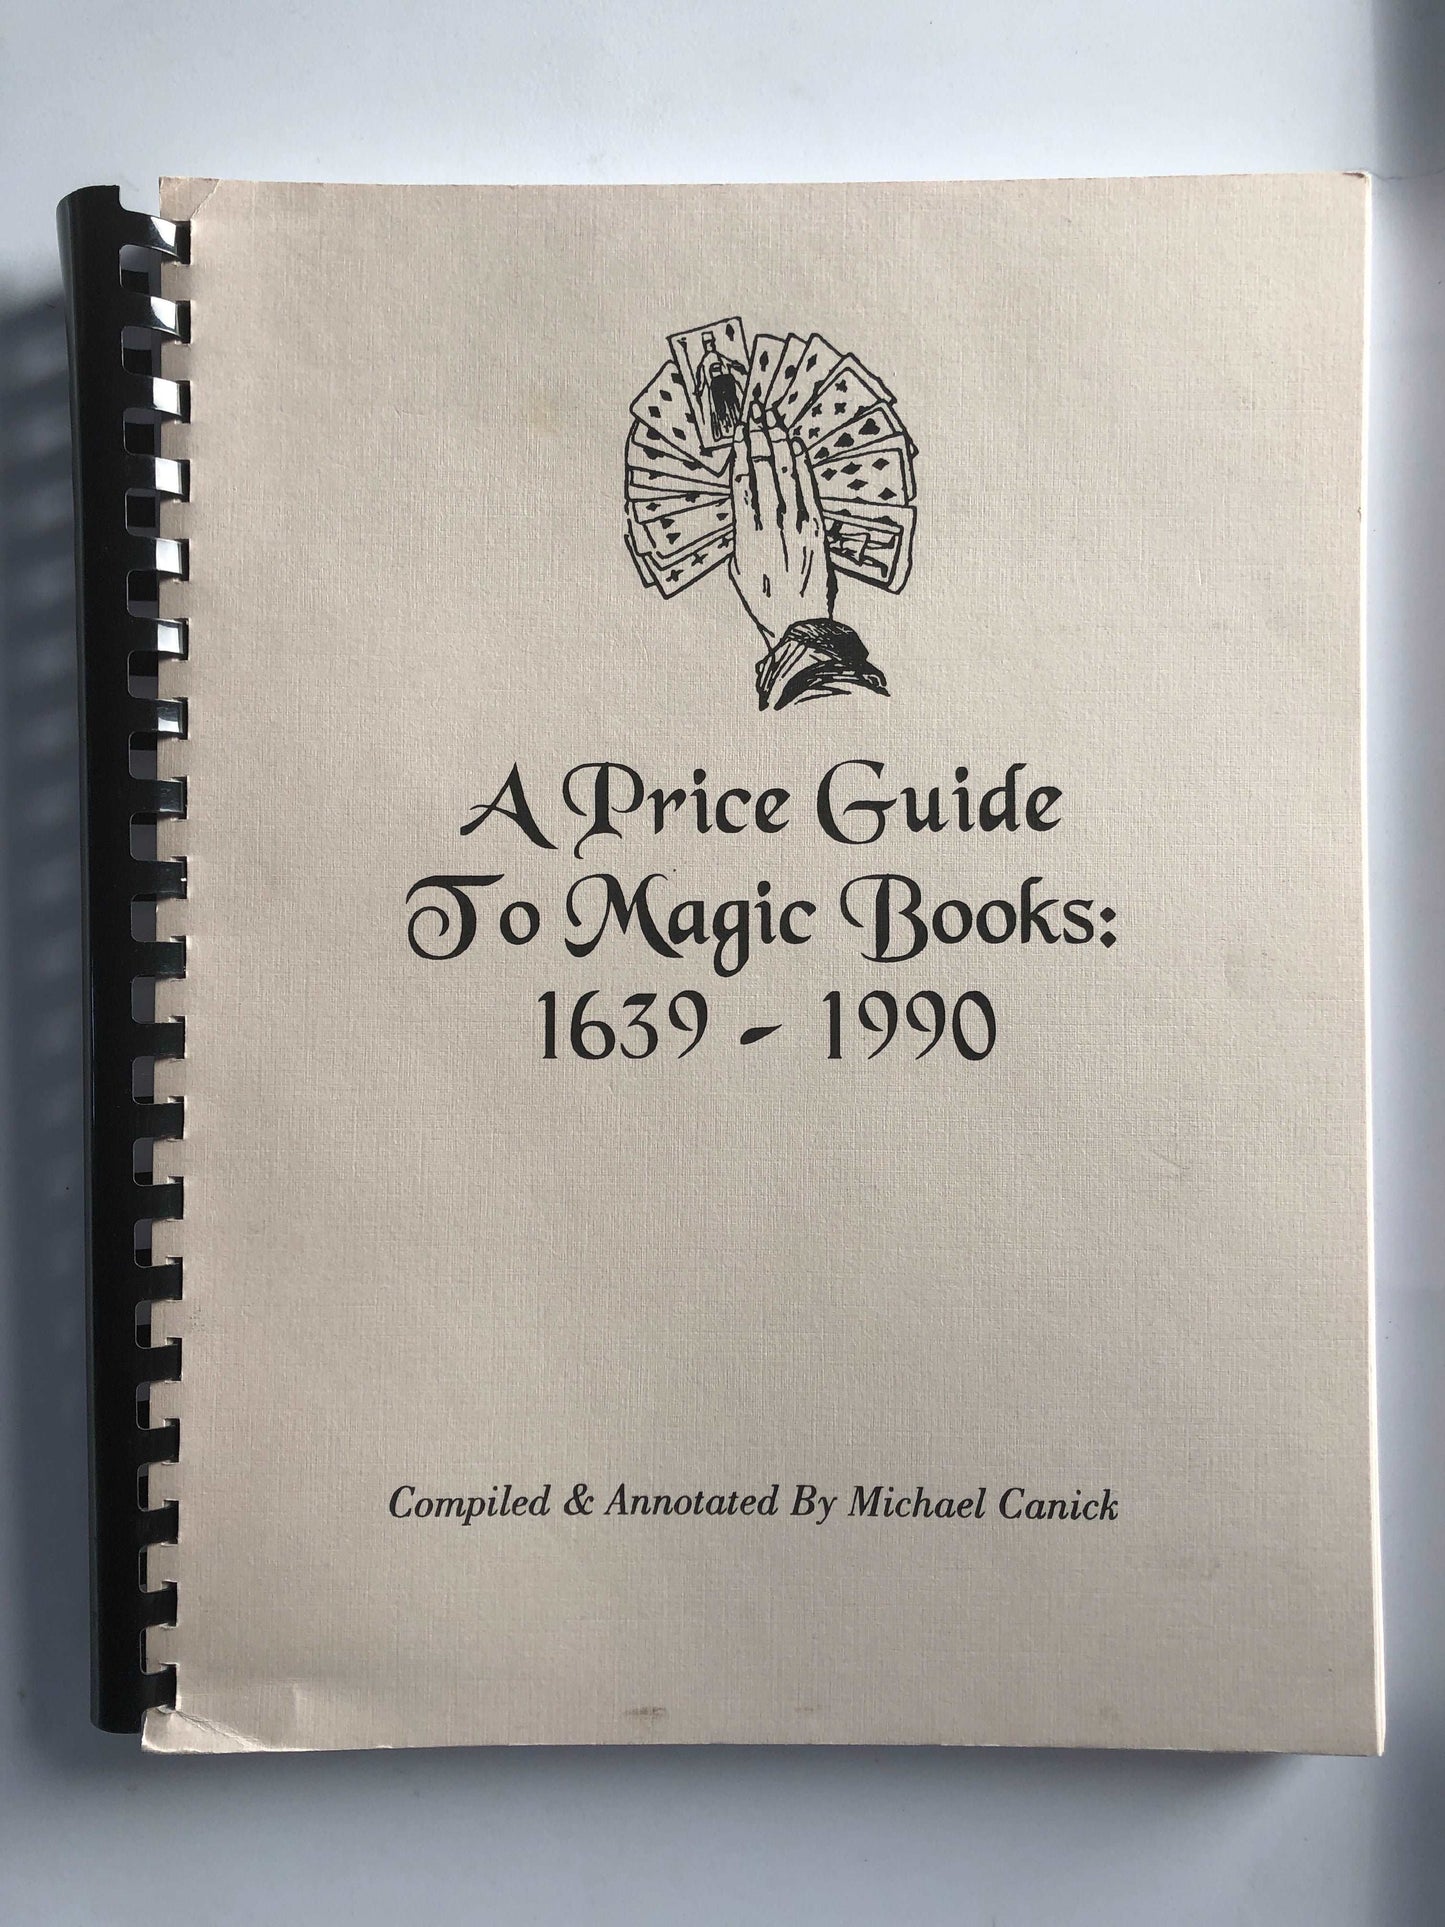 A Price Guide
To Magic Books:
1639 - 1990
Compiled & Annotated By Michael Canick